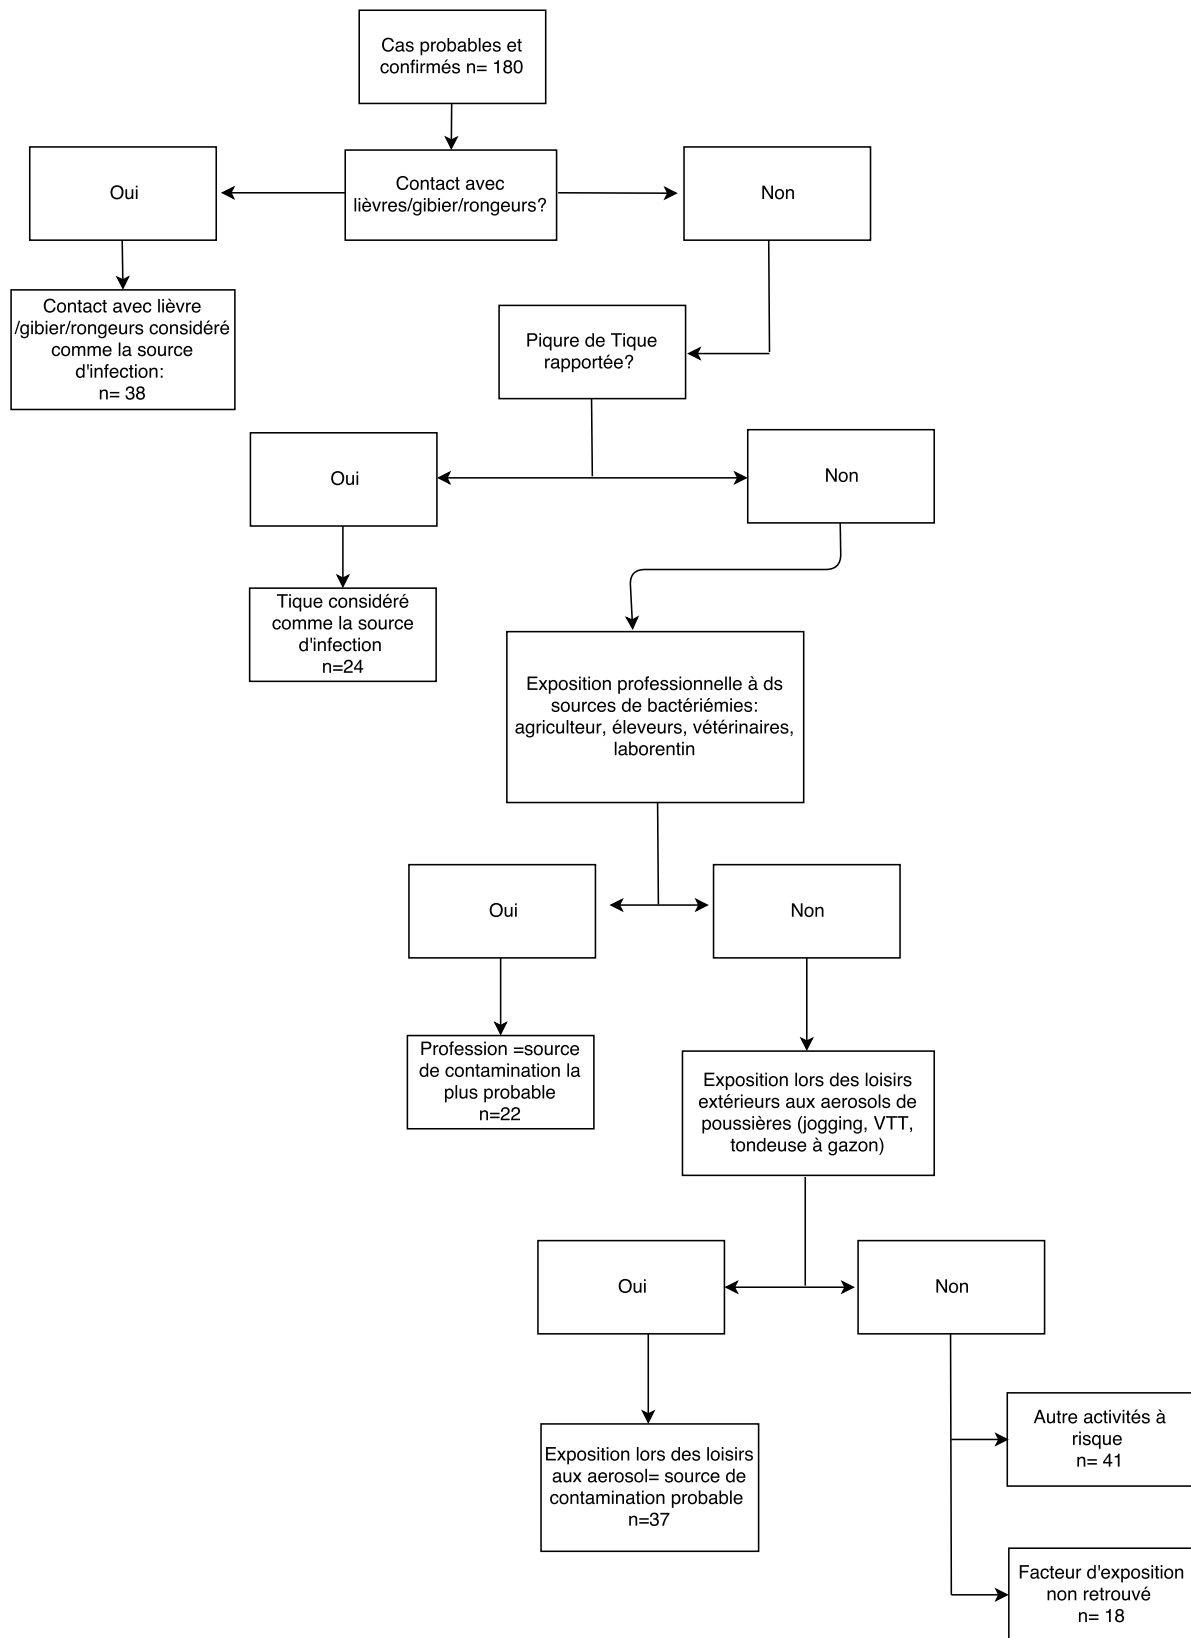 Cas probables et
confirmés n= 180
Oui
Contact avec
lièvres/gibier/rongeurs?
Non
Contact avec lièvre
/gibier/rongeurs considéré
comme la source
d'infection:
n= 38
Piqure de Tique
rapportée?
Oui
Non
Tique considéré
comme la source
d'infection
n=24
Exposition professionnelle à ds
sources de bactériémies:
agriculteur, éleveurs, vétérinaires,
laborentin
Oui
Non
Profession =source
de contamination la
plus probable
n=22
Exposition lors des loisirs
extérieurs aux aerosols de
poussières (jogging, VTT,
tondeuse à gazon)
Oui
Non
Exposition lors des loisirs
aux aerosol= source de
contamination probable
n=37
Autre activités à
risque
n= 41
Facteur d'exposition
non retrouvé
n= 18